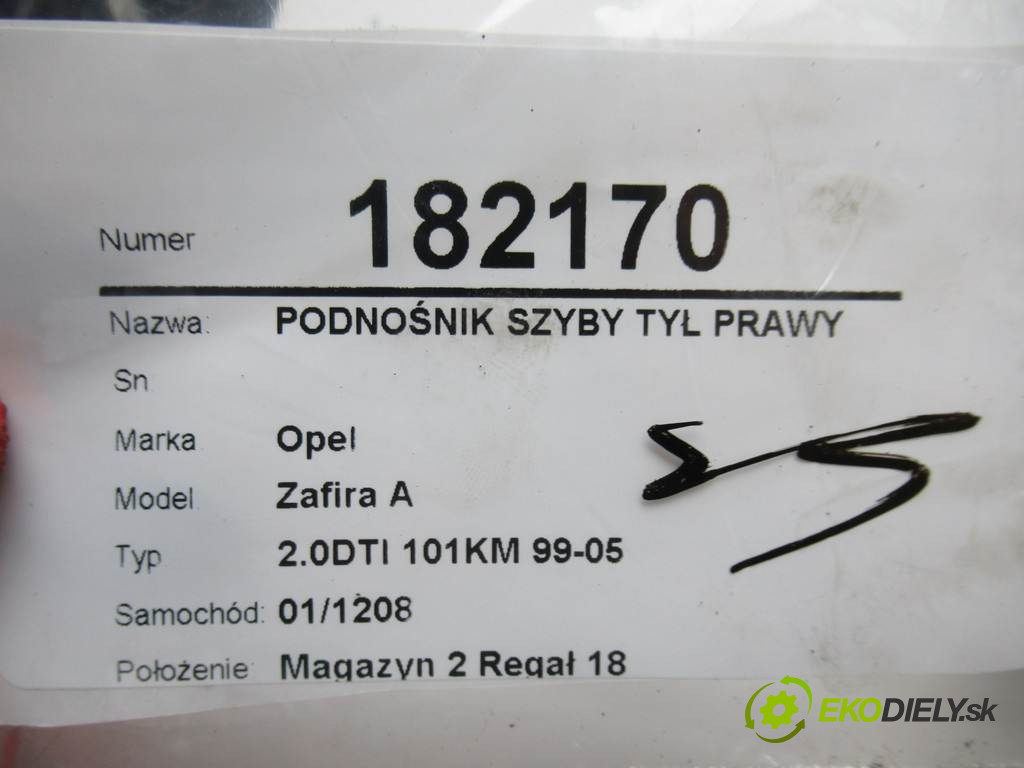 Numer 182170
Nazwa: PODNOŚNIK SZYBY TYŁ PRAWY
Sn
Marka Opel
Model Zafira A
Typ 2.0DTI 101KM 99-05
Samochód: 01/1208
Położenie: Magazyn 2 Regał 18
EKODIELY.sk